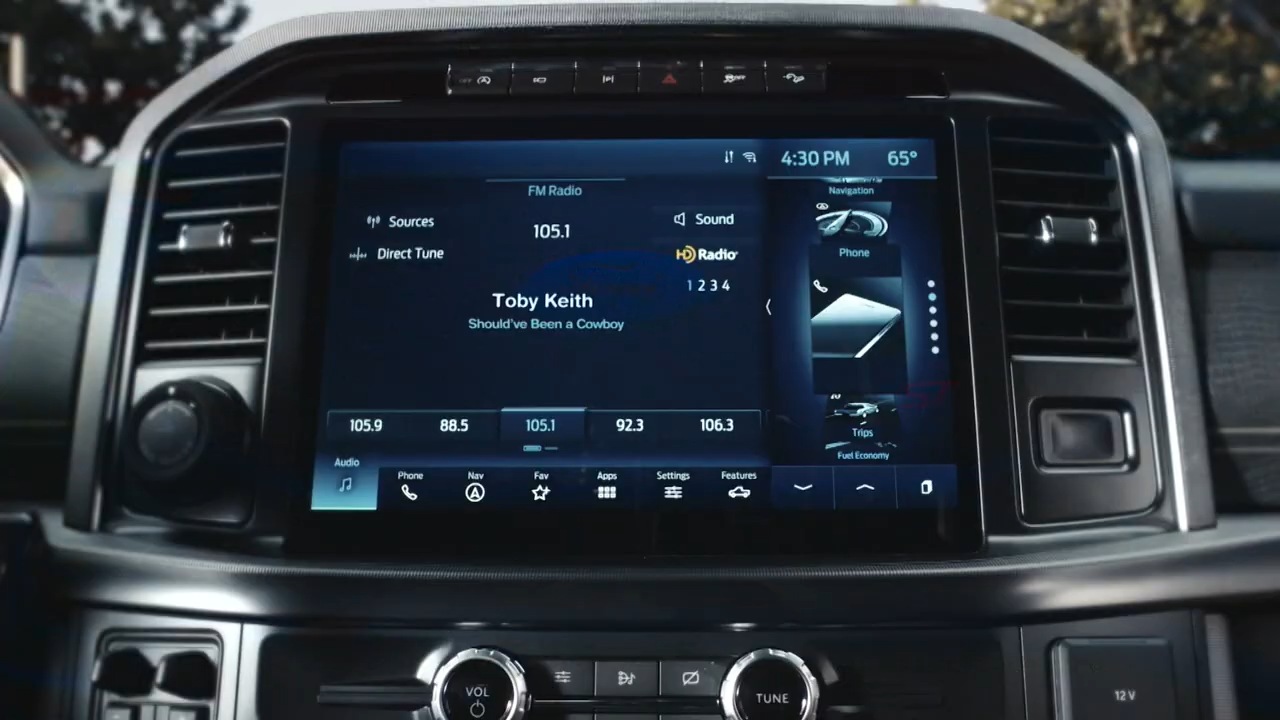 OFF
4:30 PM 65°
FM Radio
Navigation
Sources
Sound
105.1
Direct Tune
HD Radio
Phone
1 2 3 4
Toby Keith
Should've Been a Cowboy
105.9 88.5 105.1 92.3 106.3
Trips
Fuel Economy
Audio
Phone
Nav
Fav
Apps
Settings
Features
VOL
TUNE
12 V